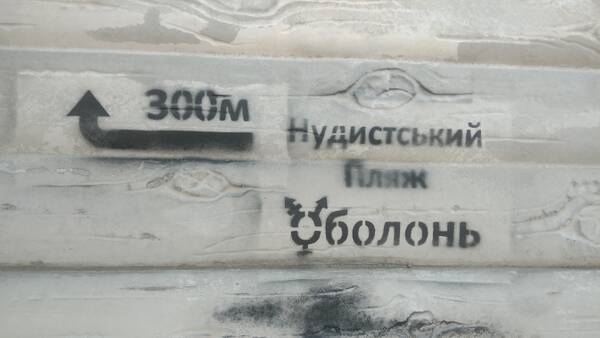 300м
Нудистський
Пляж
Оболонь